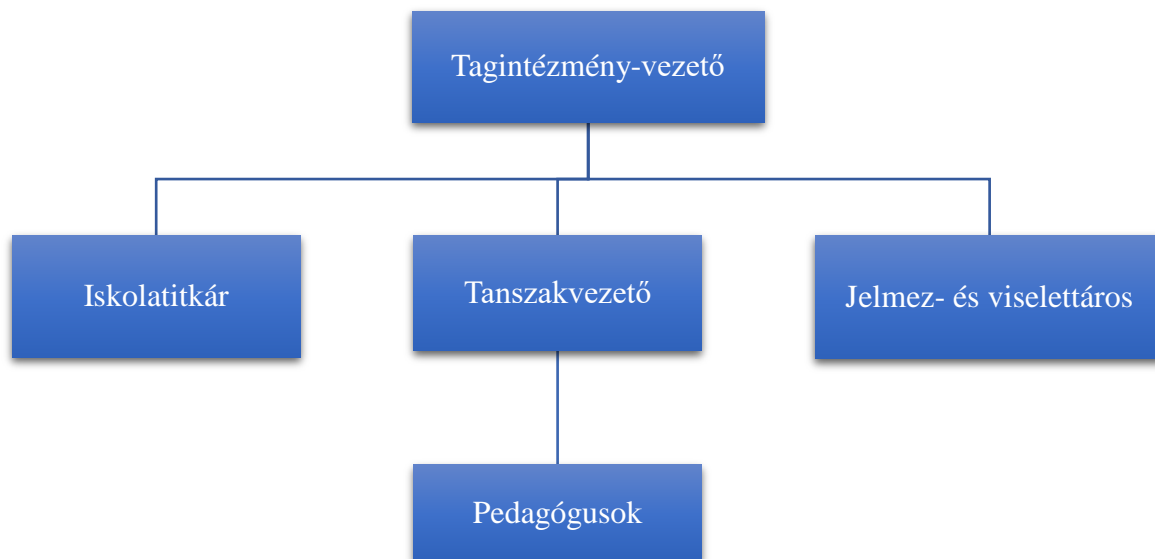 Tagintézmény-vezető
Iskolatitkár
Tanszakvezető
Jelmez- és viselettáros
Pedagógusok